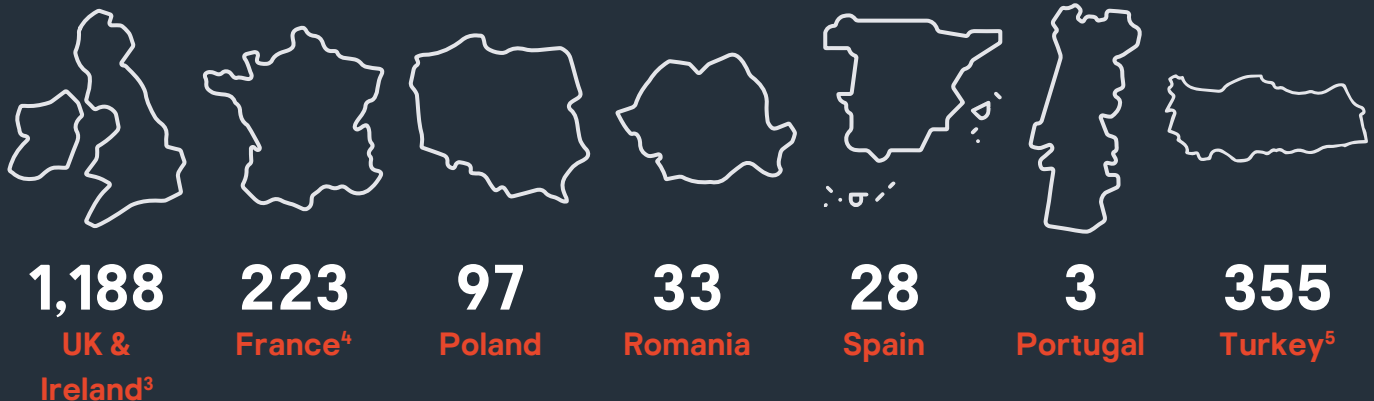 1,188 223 97 33 28 3 355
UK & France⁴ Poland Romania Spain Portugal Turkey⁵
Ireland³